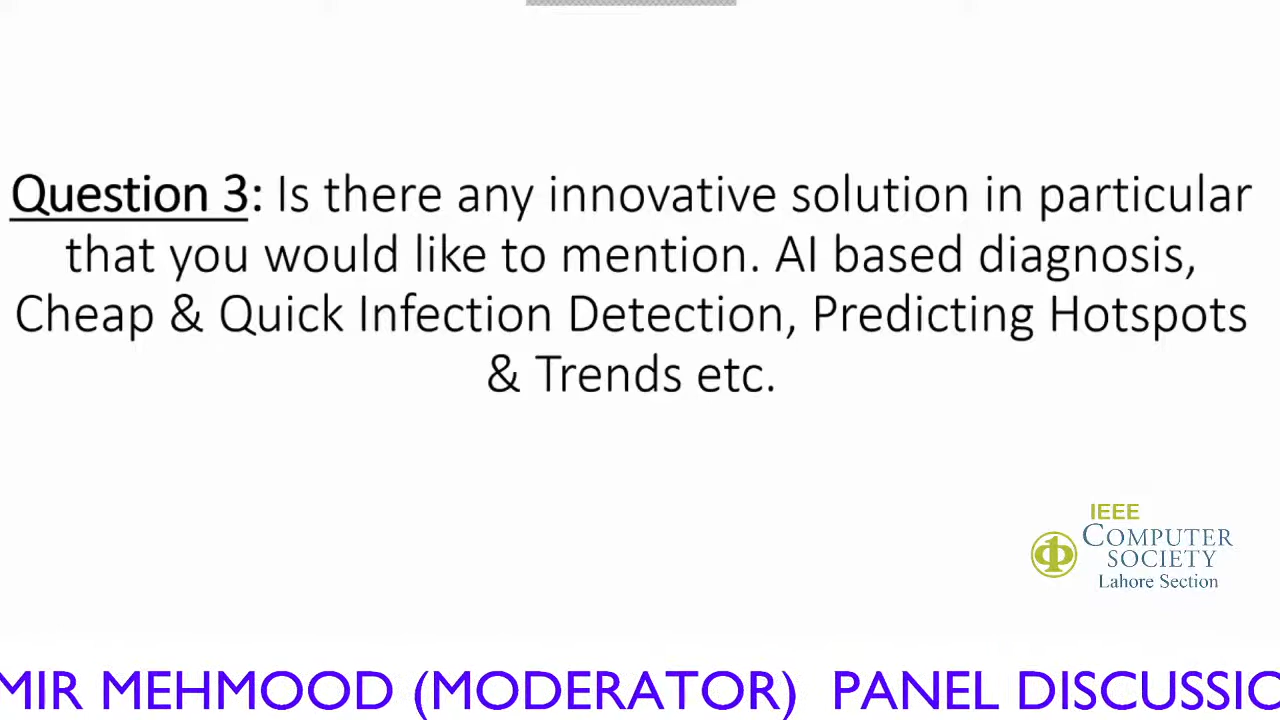 Question 3: Is there any innovative solution in particular
that you would like to mention. AI based diagnosis,
Cheap & Quick Infection Detection, Predicting Hotspots
& Trends etc.
IEEE
COMPUTER
SOCIETY
Lahore Section
MIR MEHMOOD (MODERATOR) PANEL DISCUSSIO